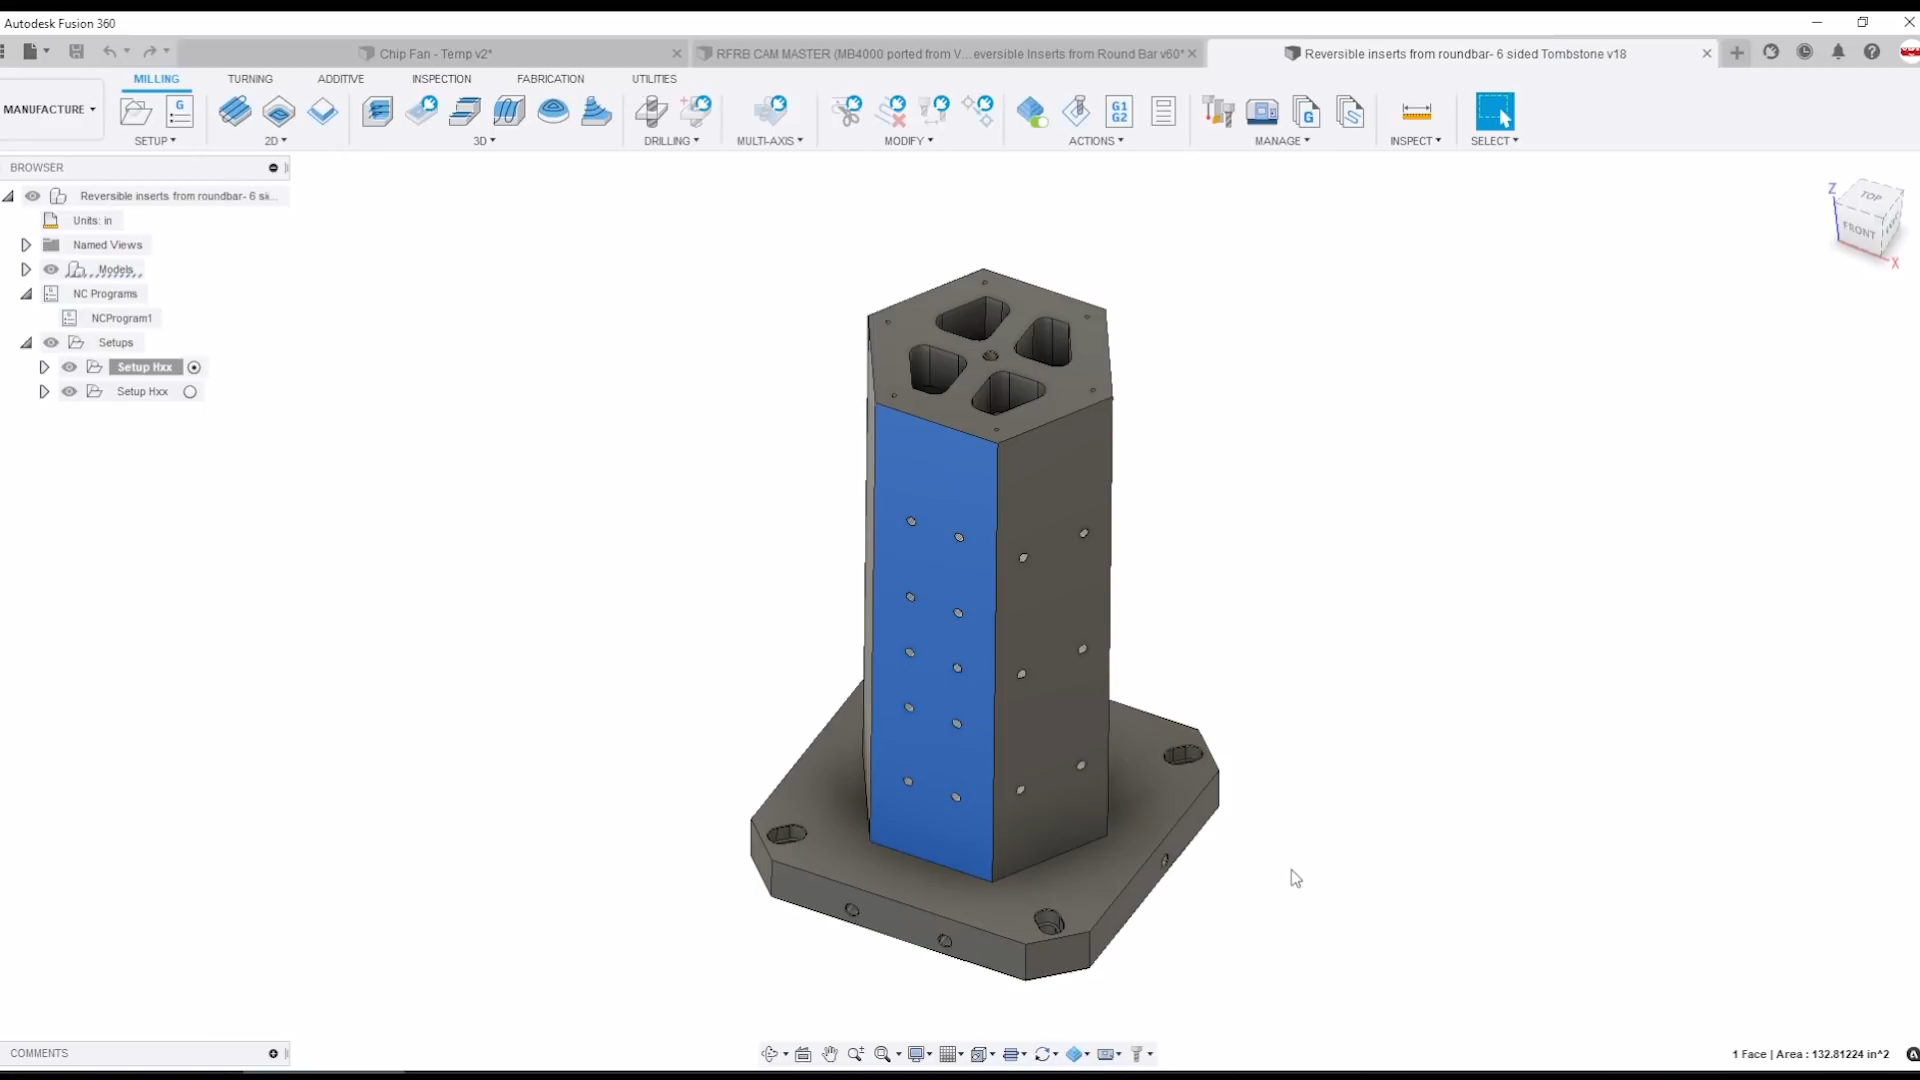 Autodesk Fusion 360
Chip Fan - Temp v2*
RFRB CAM MASTER (MB4000 ported from V...eversible Inserts from Round Bar v60*
Reversible inserts from roundbar- 6 sided Tombstone v18
MILLING TURNING ADDITIVE INSPECTION FABRICATION UTILITIES
MANUFACTURE
G
G1
G2
G
SETUP 2D 3D DRILLING MULTI-AXIS MODIFY ACTIONS MANAGE INSPECT SELECT
BROWSER
Reversible inserts from roundbar- 6 si...
Units: in
Named Views
Models
NC Programs
NCProgram1
Setups
Setup Hxx
Setup Hxx
Z
TOP
FRONT
X
COMMENTS
1 Face | Area : 132.81224 in^2